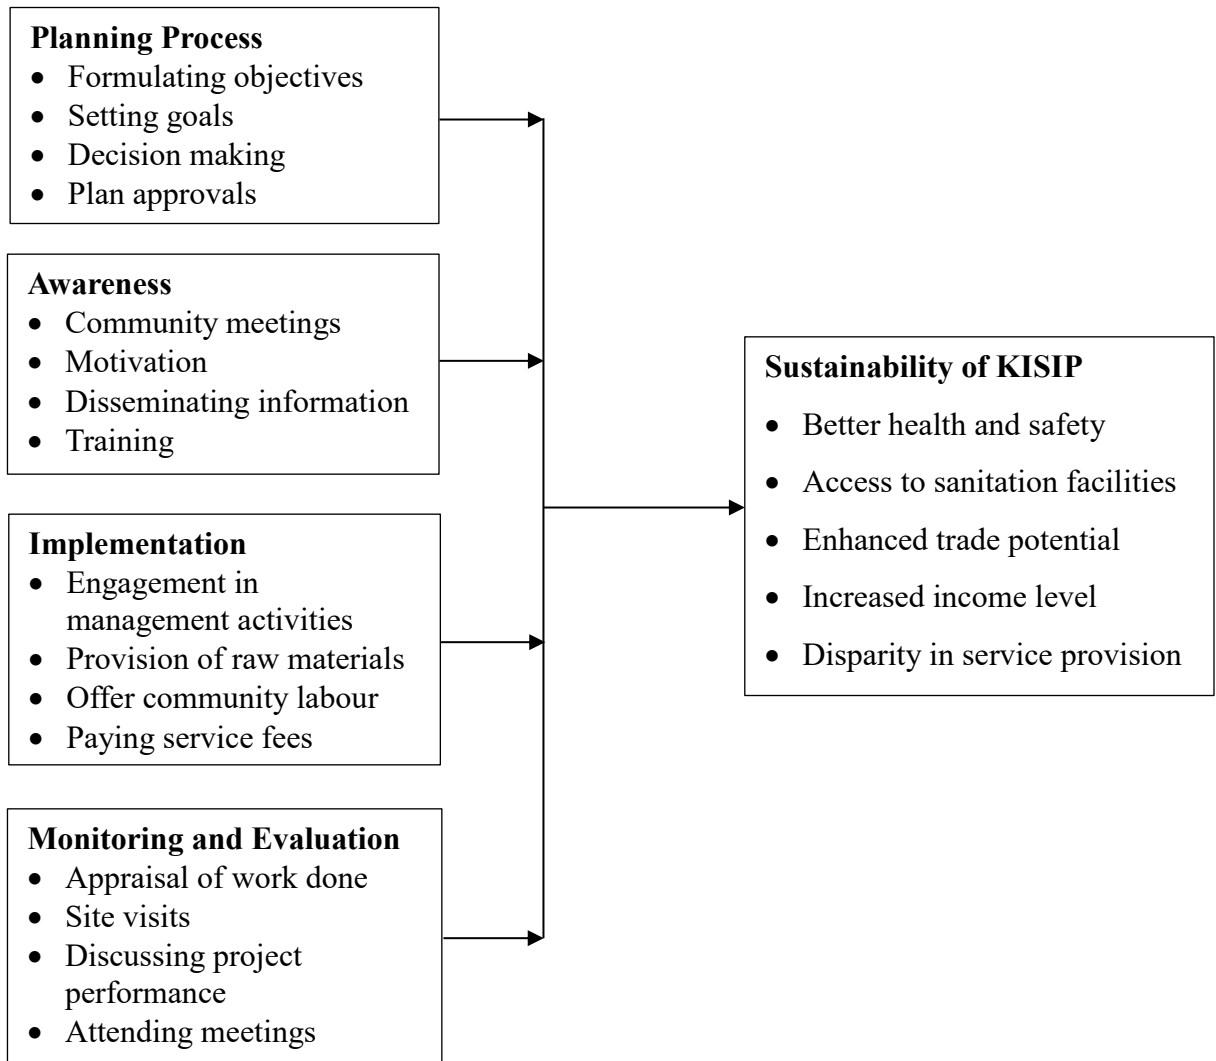 Planning Process
• Formulating objectives
• Setting goals
• Decision making
• Plan approvals
Awareness
• Community meetings
• Motivation
• Disseminating information
• Training
Implementation
• Engagement in
management activities
• Provision of raw materials
• Offer community labour
• Paying service fees
Monitoring and Evaluation
• Appraisal of work done
• Site visits
• Discussing project
performance
• Attending meetings
Sustainability of KISIP
• Better health and safety
• Access to sanitation facilities
• Enhanced trade potential
• Increased income level
• Disparity in service provision